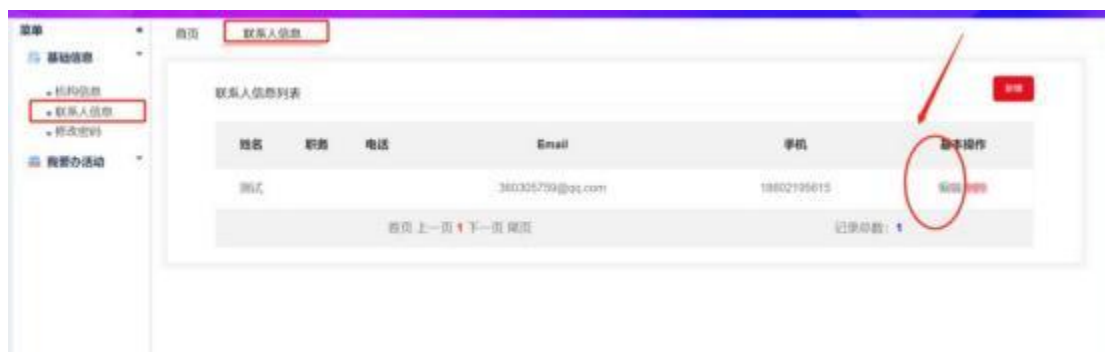 菜单
首页 联系人信息
基础信息
机构信息
联系人信息
修改密码
我要办活动
联系人信息列表
新增
姓名 职务 电话 Email 手机 基本操作
测试 360305759@qq.com 18602195615 编辑 删除
首页 上一页 1 下一页 尾页 记录总数: 1